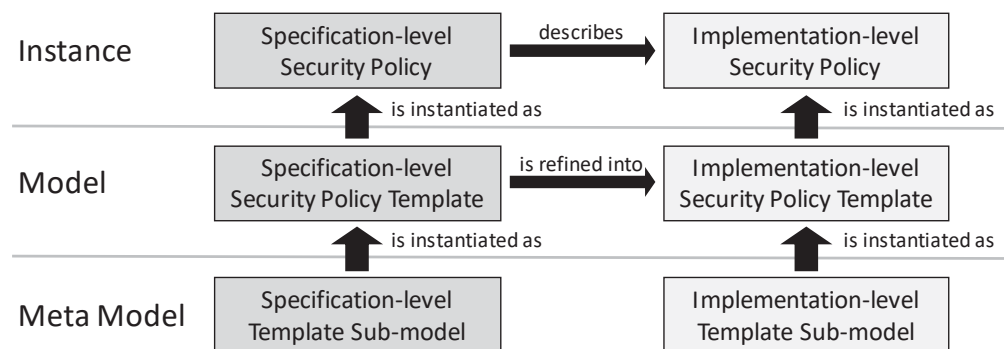 Instance
Specification-level
Security Policy
describes
Implementation-level
Security Policy
is instantiated as
is instantiated as
Model
Specification-level
Security Policy Template
is refined into
Implementation-level
Security Policy Template
is instantiated as
is instantiated as
Meta Model
Specification-level
Template Sub-model
Implementation-level
Template Sub-model